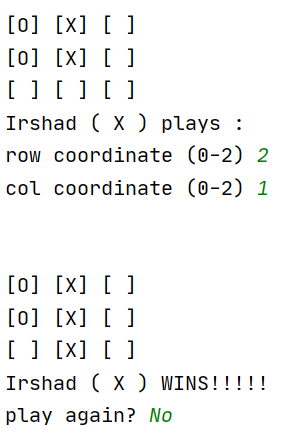 [O] [X] [ ]
[O] [X] [ ]
[ ] [ ] [ ]
Irshad ( X ) plays :
row coordinate (0-2) 2
col coordinate (0-2) 1
[O] [X] [ ]
[O] [X] [ ]
[ ] [X] [ ]
Irshad ( X ) WINS!!!!!
play again? No